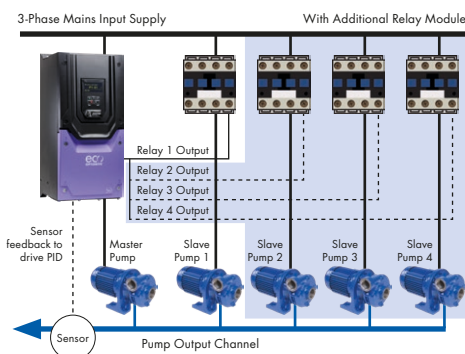 3-Phase Mains Input Supply
With Additional Relay Module
eco
Relay 1 Output
Relay 2 Output
Relay 3 Output
Relay 4 Output
Sensor
feedback to
drive PID
Master
Pump
Slave
Pump 1
Slave
Pump 2
Slave
Pump 3
Slave
Pump 4
Sensor
Pump Output Channel